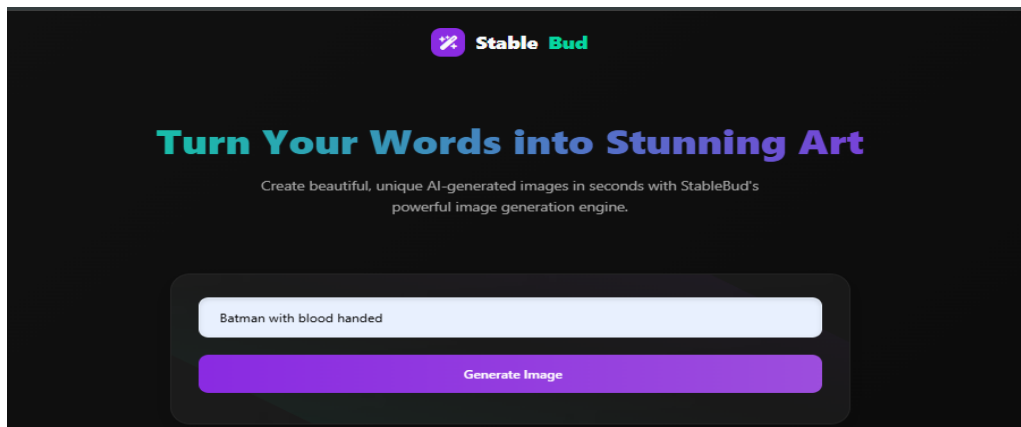 Stable Bud
Turn Your Words into Stunning Art
Create beautiful, unique AI-generated images in seconds with StableBud's
powerful image generation engine.
Batman with blood handed
Generate Image